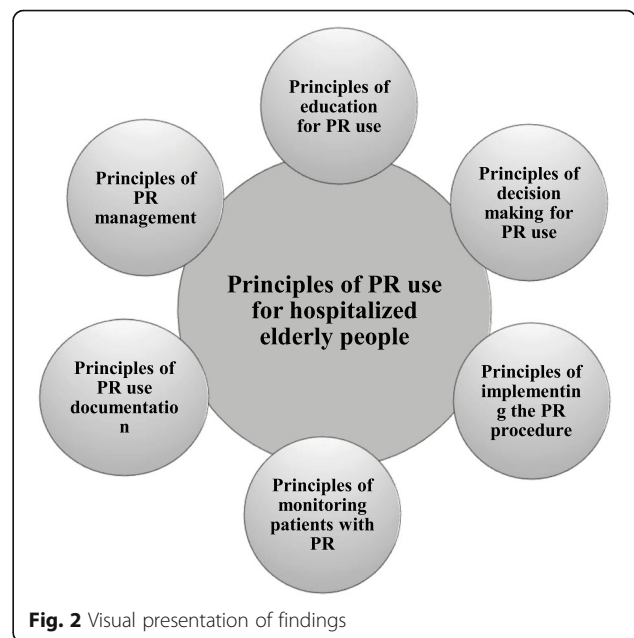 Principles of
education
for PR use
Principles of
PR
management
Principles of
decision
making for
PR use
Principles of PR use
for hospitalized
elderly people
Principles of
PR use
documentatio
n
Principles of
implementin
g the PR
procedure
Principles of
monitoring
patients with
PR
Fig. 2 Visual presentation of findings